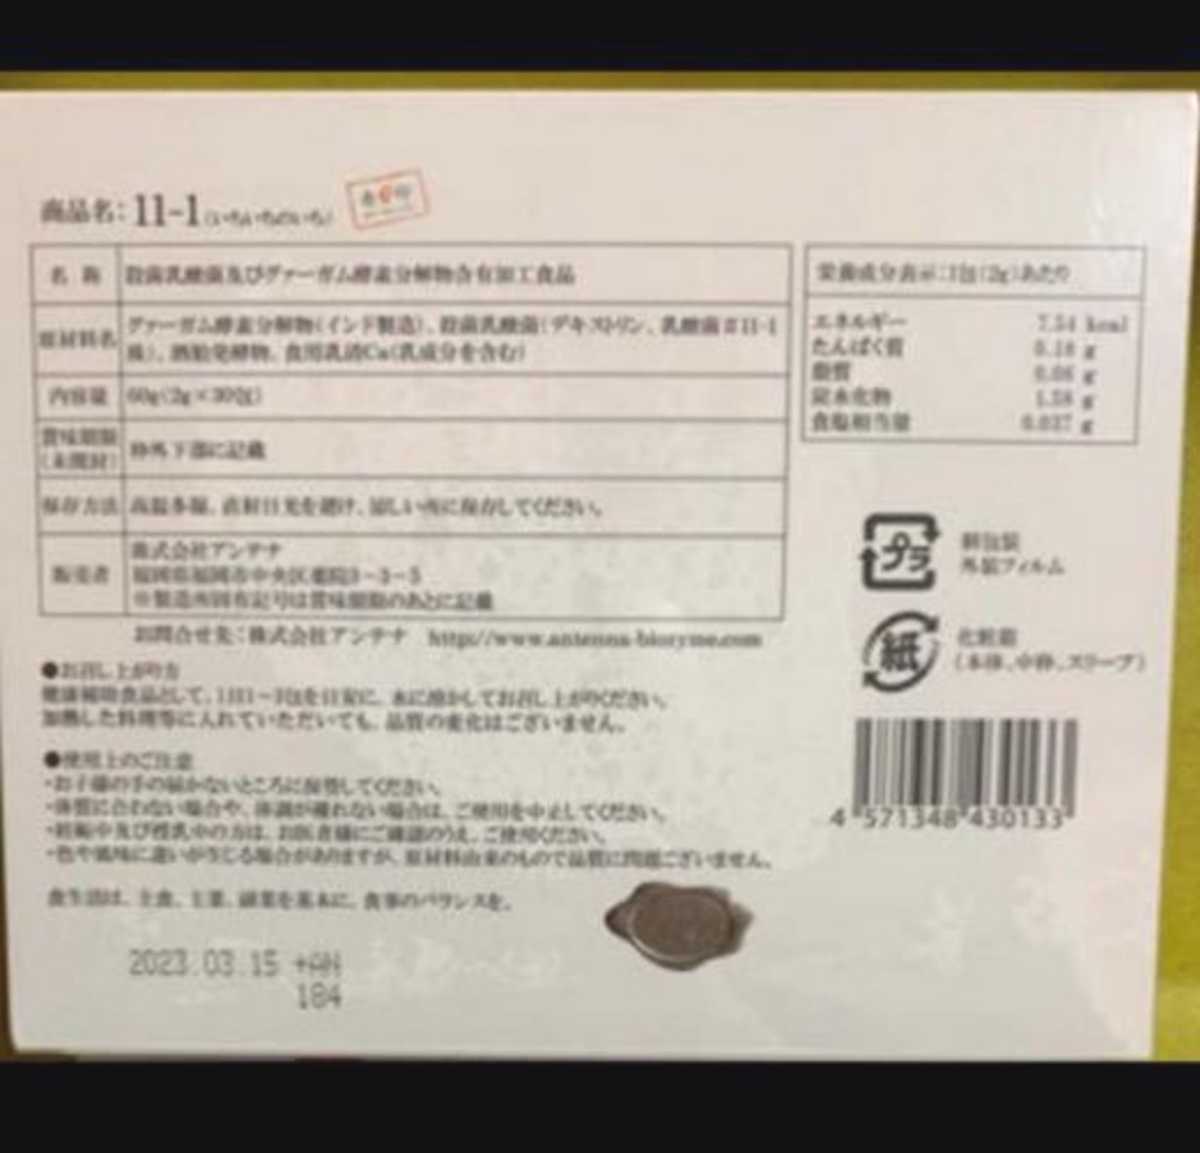 商品名：11-1（いちいちのいち）
名 称
殺菌乳酸菌及びグァーガム酵素分解物含有加工食品
原材料名
グァーガム酵素分解物（インド製造）、殺菌乳酸菌（デキストリン、乳酸菌#11-1
株）、酒粕発酵物、食用乳清Ca（乳成分を含む）
内容量
60g（2g×30包）
賞味期限
（未開封）
枠外下部に記載
保存方法
高温多湿、直射日光を避け、涼しい所に保存してください。
販売者
株式会社アンテナ
福岡県福岡市中央区薬院3-3-5
※製造所固有記号は賞味期限のあとに記載
お問合せ先：株式会社アンテナ http://www.antenna-biozyme.com
●お召し上がり方
健康補助食品として、1日1～3包を目安に、水に溶かしてお召し上がりください。
加熱した料理等に入れていただいても、品質の変化はございません。
●使用上のご注意
・お子様の手の届かないところに保管してください。
・体質に合わない場合や、体調が優れない場合は、ご使用を中止してください。
・妊娠中及び授乳中の方は、お医者様にご確認のうえ、ご使用ください。
・色や風味に違いが生じる場合がありますが、原材料由来のもので品質に問題ございません。
食生活は、主食、主菜、副菜を基本に、食事のバランスを。
2023.03.15 +AN
184
栄養成分表示：1包（2g）あたり
エネルギー 7.54 kcal
たんぱく質 0.16 g
脂質 0.06 g
炭水化物 1.58 g
食塩相当量 0.037 g
プラ
個包装
外装フィルム
紙
化粧箱
（本体、中枠、スリーブ）
4 571348 430133